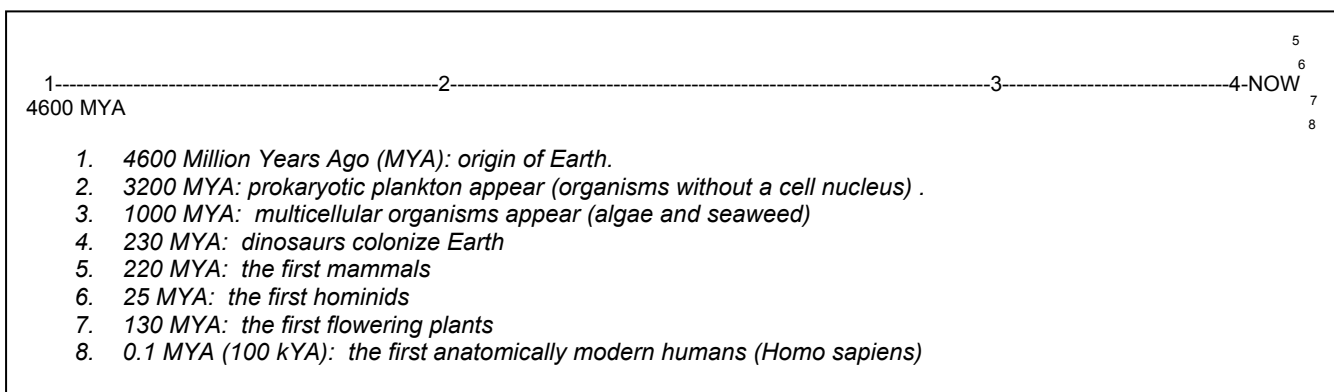 5
6
1------------------------------------------------------2----------------------------------------------------------------------------3--------------------------------4-NOW
7
4600 MYA
8
1. 4600 Million Years Ago (MYA): origin of Earth.
2. 3200 MYA: prokaryotic plankton appear (organisms without a cell nucleus) .
3. 1000 MYA: multicellular organisms appear (algae and seaweed)
4. 230 MYA: dinosaurs colonize Earth
5. 220 MYA: the first mammals
6. 25 MYA: the first hominids
7. 130 MYA: the first flowering plants
8. 0.1 MYA (100 kYA): the first anatomically modern humans (Homo sapiens)